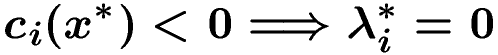 $c_i(x^*) < 0 \Longrightarrow \lambda_i^* = 0$